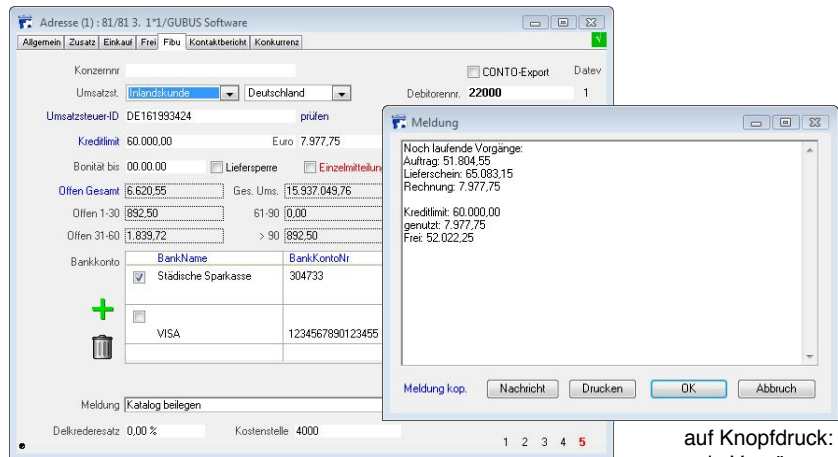 Adresse (1) : 81/81 3. 1*1/GUBUS Software
Allgemein Zusatz Einkauf Frei Fibu Kontaktbericht Konkurrenz
Konzernnr
CONTO-Export Datev
Umsatzst. Inlandskunde Deutschland Debitorennr. 22000 1
Umsatzsteuer-ID DE161993424 prüfen
Kreditlimit 60.000,00 Euro 7.977,75
Bonität bis 00.00.00 Liefersperre Einzelmitteilun
Offen Gesamt 6.620,55 Ges. Ums. 15.937.049,76
Offen 1-30 892,50 61-90 0,00
Offen 31-60 1.839,72 > 90 892,50
Bankkonto BankName BankKontoNr
Städische Sparkasse 304733
VISA 1234567890123455
Meldung Katalog beilegen
Delkrederesatz 0,00 % Kostenstelle 4000
1 2 3 4 5
Meldung
Noch laufende Vorgänge:
Auftrag: 51.804,55
Lieferschein: 65.083,15
Rechnung: 7.977,75
Kreditlimit: 60.000,00
genutzt: 7.977,75
Frei: 52.022,25
Meldung kop. Nachricht Drucken OK Abbruch
auf Knopfdruck: